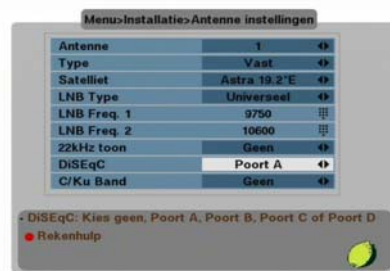 Menu>Installatie>Antenne instellingen
Antenne 1
Type Vast
Satelliet Astra 19.2°E
LNB Type Universeel
LNB Freq. 1 9750
LNB Freq. 2 10600
22kHz toon Geen
DiSEqC Poort A
C/Ku Band Geen
- DiSEqC: Kies geen, Poort A, Poort B, Poort C of Poort D
Rekenhulp